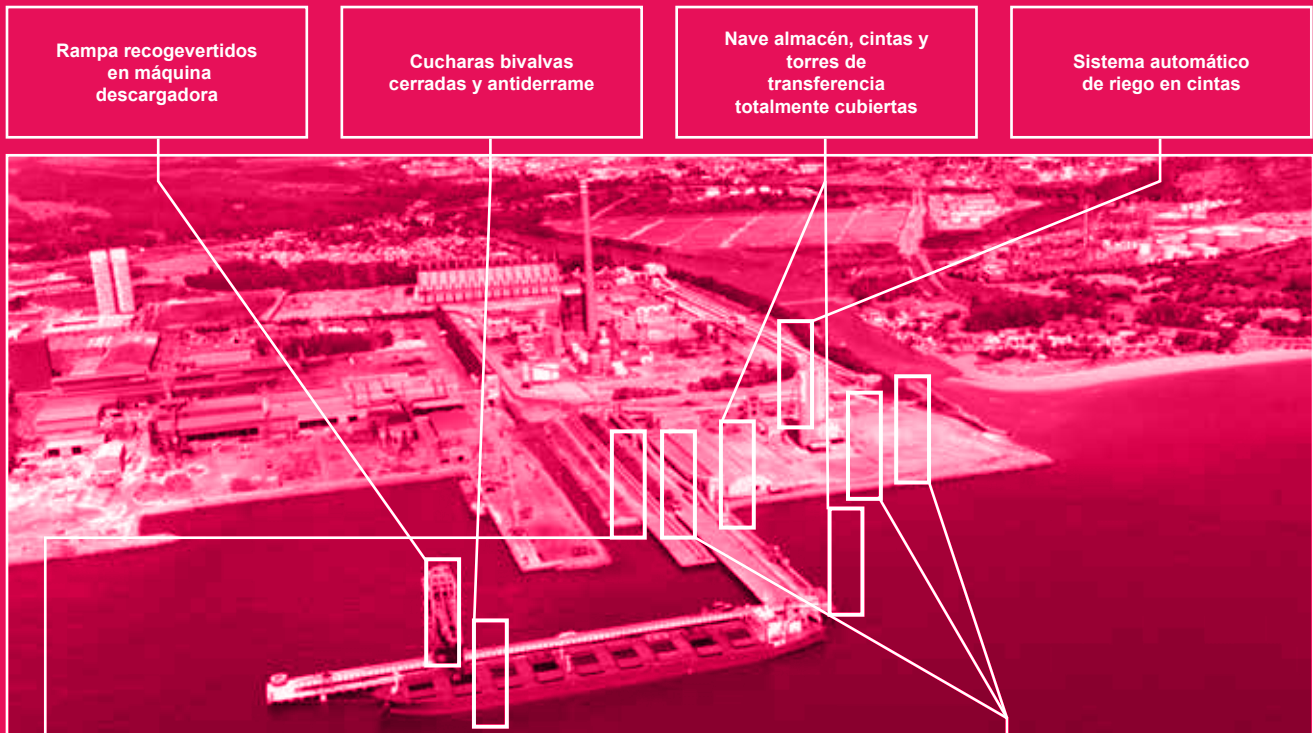 Rampa recogevertidos
en máquina
descargadora
Cucharas bivalvas
cerradas y antiderrame
Nave almacén, cintas y
torres de
transferencia
totalmente cubiertas
Sistema automático
de riego en cintas